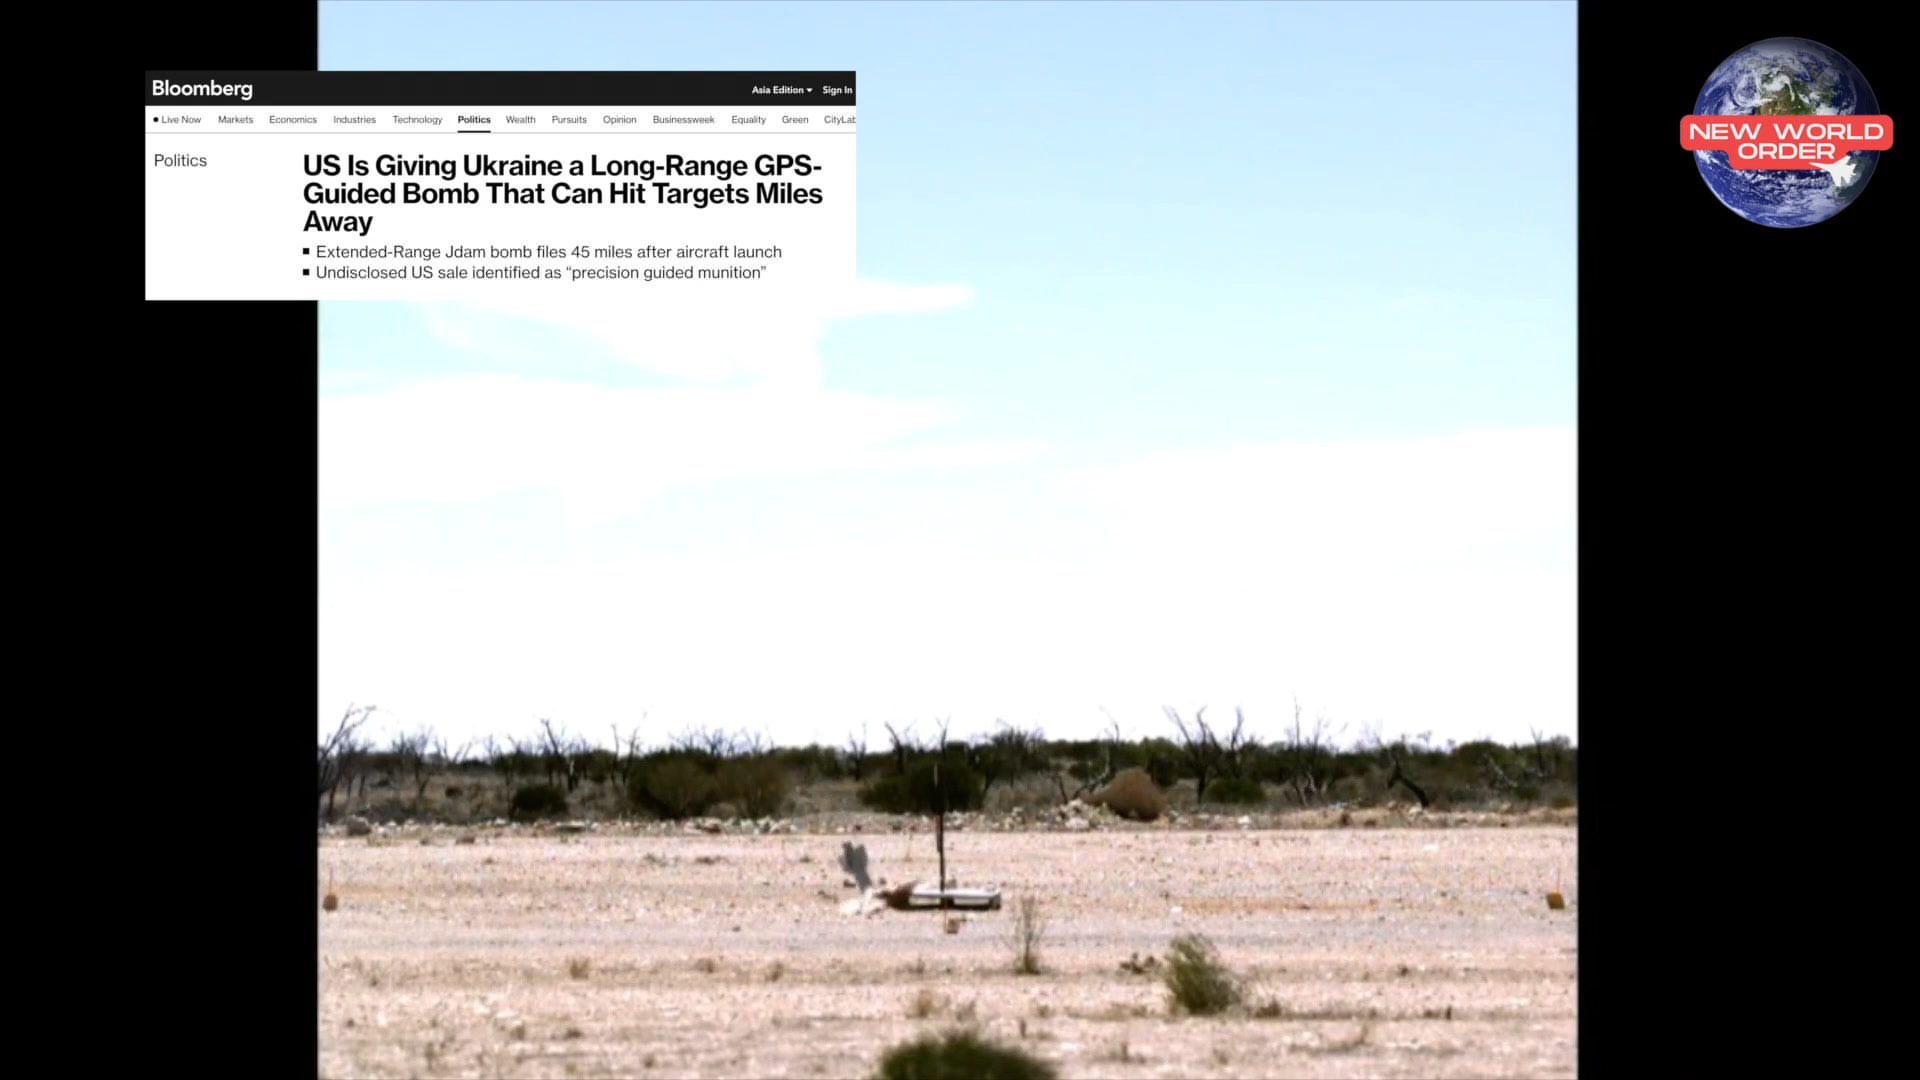 Bloomberg
Asia Edition
Sign In
Live Now Markets Economics Industries Technology Politics Wealth Pursuits Opinion Businessweek Equality Green CityLab
Politics
US Is Giving Ukraine a Long-Range GPS-
Guided Bomb That Can Hit Targets Miles
Away
Extended-Range Jdam bomb files 45 miles after aircraft launch
Undisclosed US sale identified as “precision guided munition”
NEW WORLD
ORDER